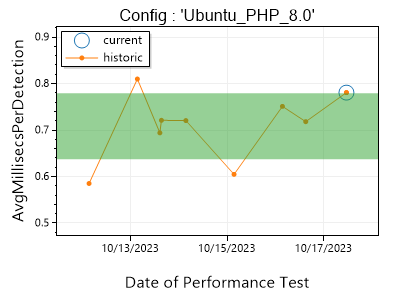 Config : 'Ubuntu_PHP_8.0'
current
historic
AvgMillisecsPerDetection
0.9
0.8
0.7
0.6
0.5
10/13/2023
10/15/2023
10/17/2023
Date of Performance Test